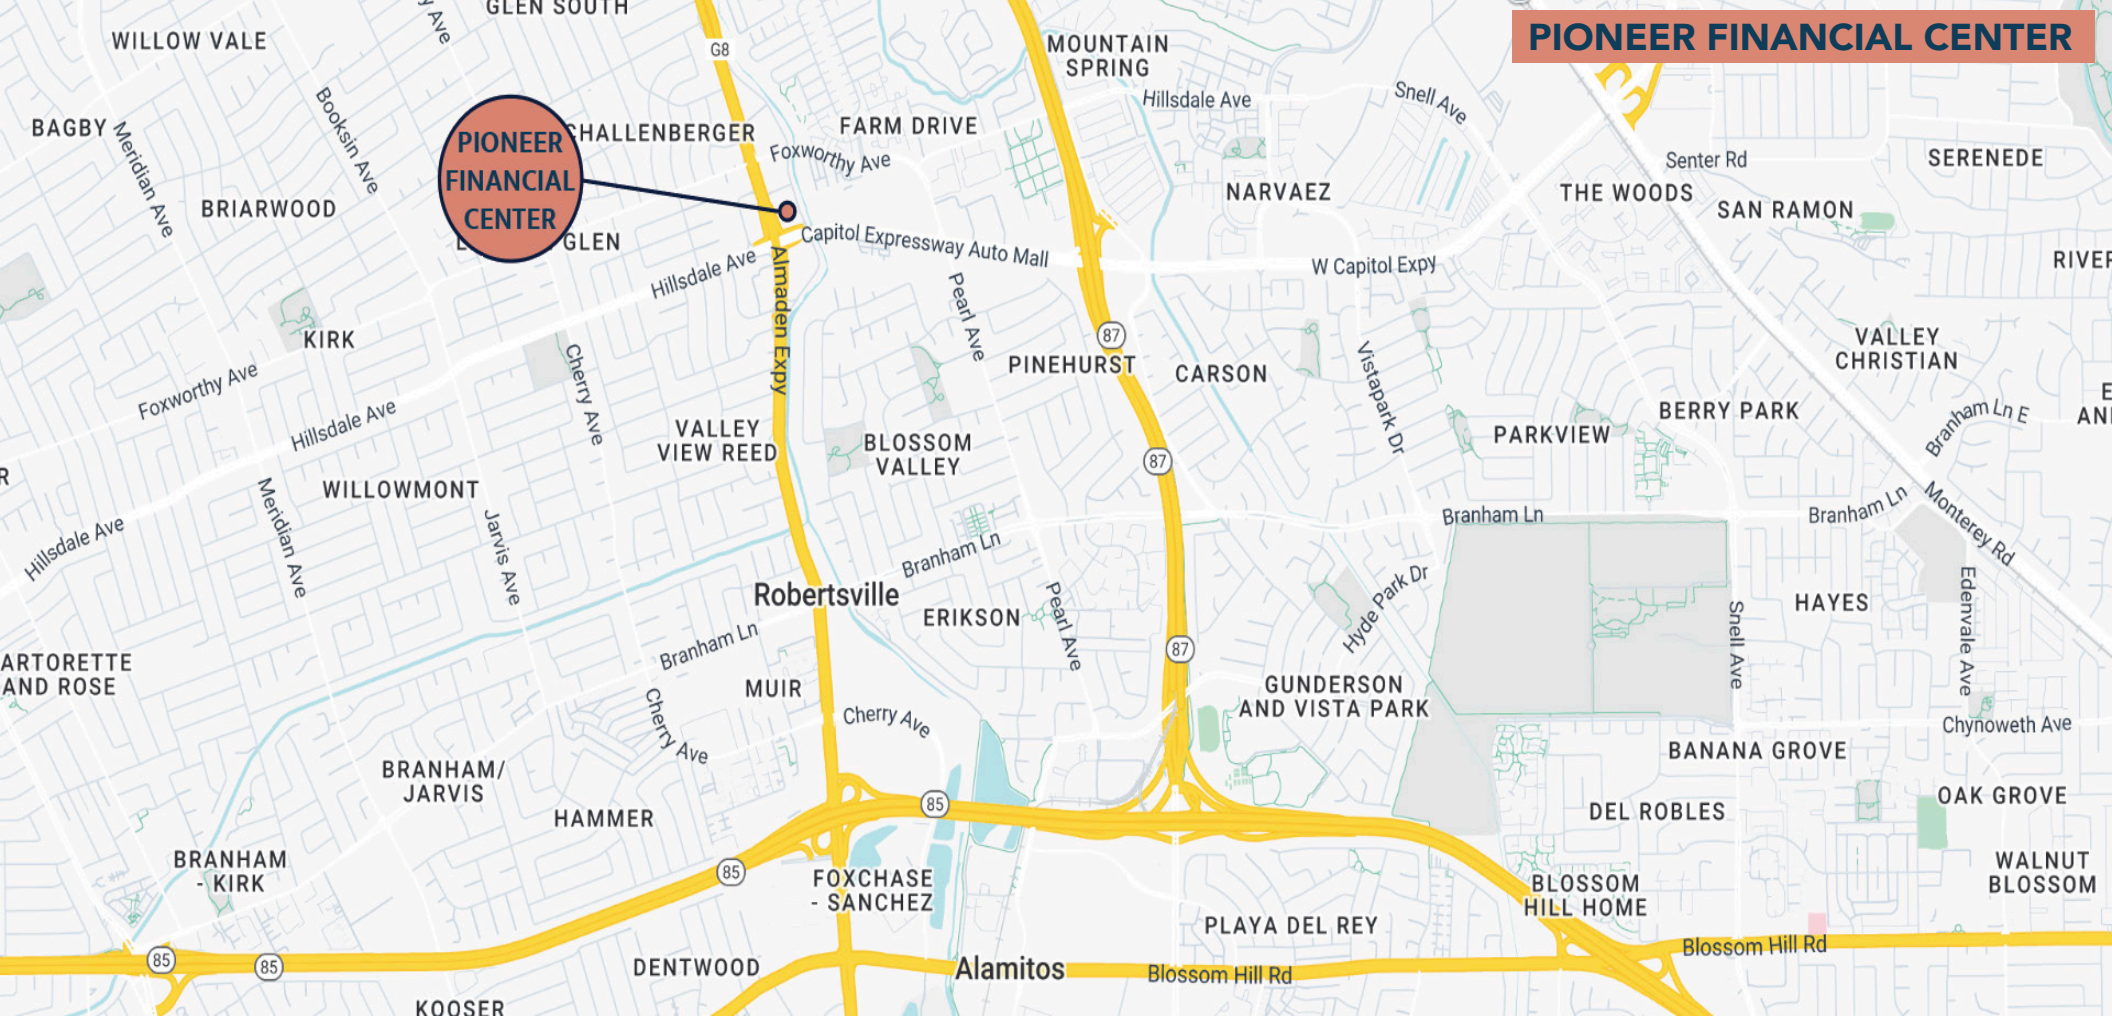 GLEN SOUTH
y Ave
PIONEER FINANCIAL CENTER
WILLOW VALE
G8
MOUNTAIN
SPRING
Hillsdale Ave
Snell Ave
BAGBY
Meridian Ave
Booksin Ave
CHALLENBERGER
FARM DRIVE
Foxworthy Ave
PIONEER
FINANCIAL
CENTER
Senter Rd
SERENEDE
NARVAEZ
THE WOODS
SAN RAMON
BRIARWOOD
GLEN
Capitol Expressway Auto Mall
W Capitol Expy
RIVER
Hillsdale Ave
Almaden Expy
Pearl Ave
KIRK
87
PINEHURST
CARSON
VALLEY
CHRISTIAN
Foxworthy Ave
Hillsdale Ave
Cherry Ave
Vistapark Dr
BERRY PARK
Branham Ln E
E
AN
VALLEY
VIEW REED
BLOSSOM
VALLEY
87
PARKVIEW
R
WILLOWMONT
Meridian Ave
Jarvis Ave
Hillsdale Ave
Branham Ln
Branham Ln
Branham Ln
Monterey Rd
Robertsville
ERIKSON
Pearl Ave
Hyde Park Dr
Snell Ave
HAYES
Edenvale Ave
ARTORETTE
AND ROSE
Branham Ln
87
MUIR
Cherry Ave
Cherry Ave
GUNDERSON
AND VISTA PARK
Chynoweth Ave
BANANA GROVE
BRANHAM/
JARVIS
HAMMER
85
DEL ROBLES
OAK GROVE
BRANHAM
- KIRK
85
FOXCHASE
- SANCHEZ
BLOSSOM
HILL HOME
WALNUT
BLOSSOM
PLAYA DEL REY
85
85
DENTWOOD
Alamitos
Blossom Hill Rd
Blossom Hill Rd
KOOSER